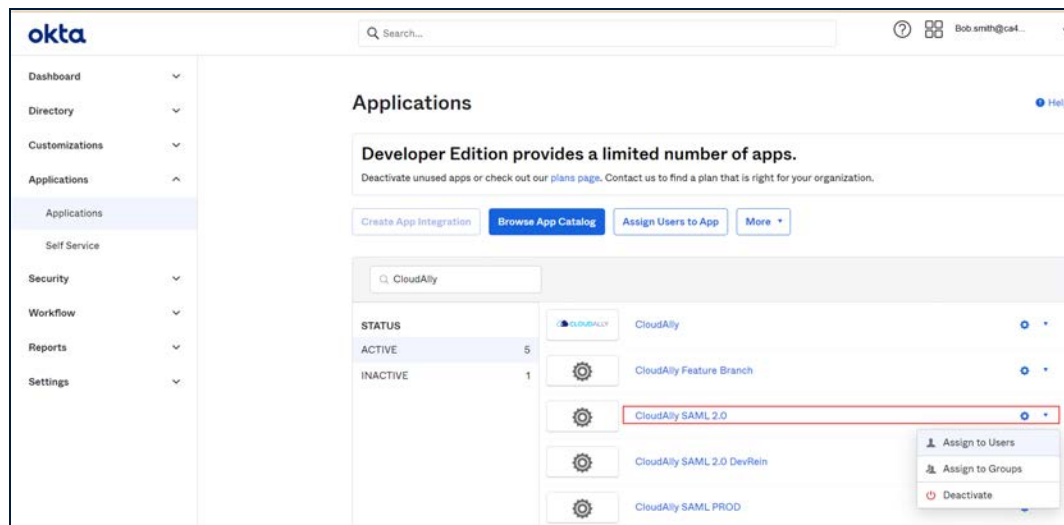 okta
Search...
Bob.smith@ca4...
Dashboard
Directory
Customizations
Applications
Applications
Self Service
Security
Workflow
Reports
Settings
Applications
Hel
Developer Edition provides a limited number of apps.
Deactivate unused apps or check out our plans page. Contact us to find a plan that is right for your organization.
Create App Integration
Browse App Catalog
Assign Users to App
More
CloudAlly
STATUS
ACTIVE 5
INACTIVE 1
CLOUDALLY
CloudAlly
CloudAlly Feature Branch
CloudAlly SAML 2.0
Assign to Users
Assign to Groups
Deactivate
CloudAlly SAML 2.0 DevRein
CloudAlly SAML PROD